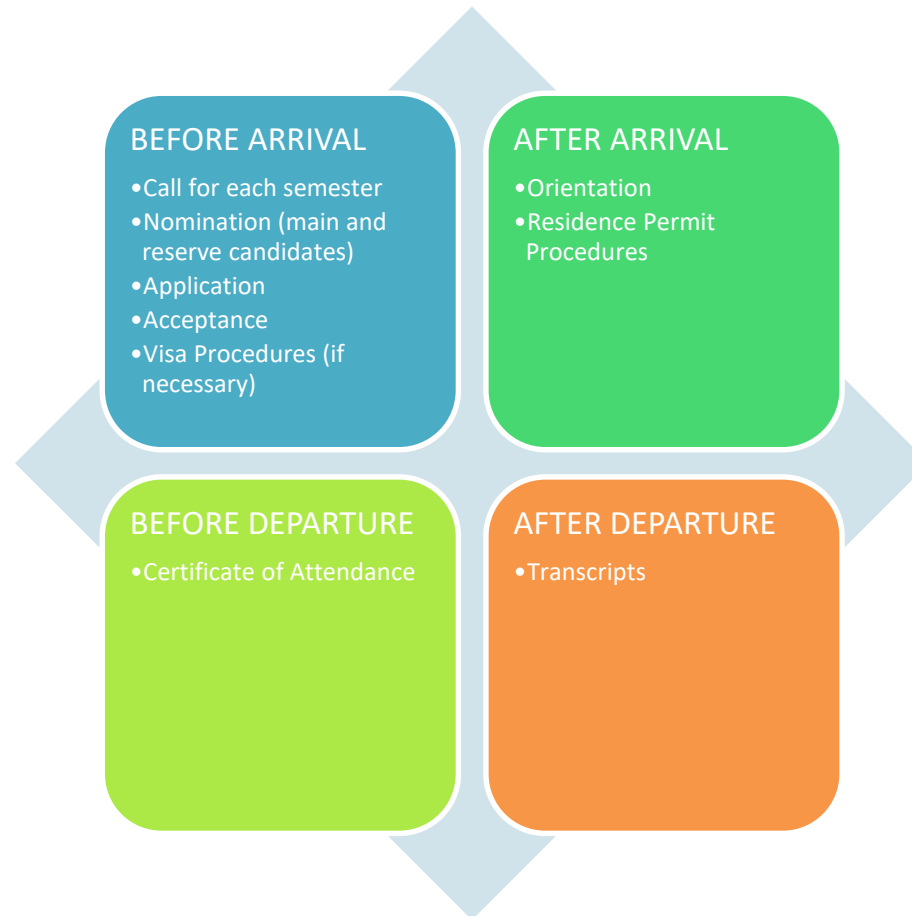 BEFORE ARRIVAL
•Call for each semester
•Nomination (main and
reserve candidates)
•Application
•Acceptance
•Visa Procedures (if
necessary)
AFTER ARRIVAL
•Orientation
•Residence Permit
Procedures
BEFORE DEPARTURE
•Certificate of Attendance
AFTER DEPARTURE
•Transcripts